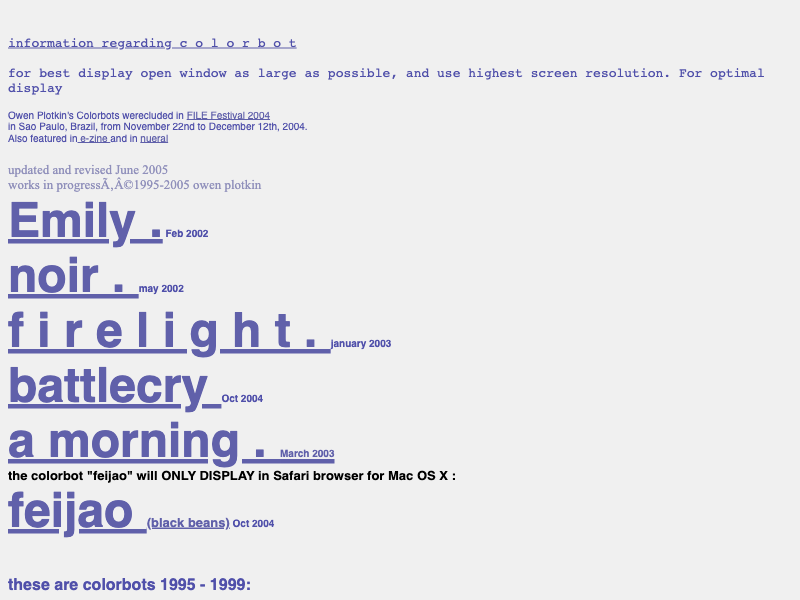 information regarding c o l o r b o t
for best display open window as large as possible, and use highest screen resolution. For optimal
display
Owen Plotkin's Colorbots werecluded in FILE Festival 2004
in Sao Paulo, Brazil, from November 22nd to December 12th, 2004.
Also featured in e-zine and in nueral
updated and revised June 2005
works in progressÃ,Â©1995-2005 owen plotkin
Emily . Feb 2002
noir . may 2002
f i r e l i g h t . january 2003
battlecry Oct 2004
a morning . March 2003
the colorbot "feijao" will ONLY DISPLAY in Safari browser for Mac OS X :
feijao (black beans) Oct 2004
these are colorbots 1995 - 1999: